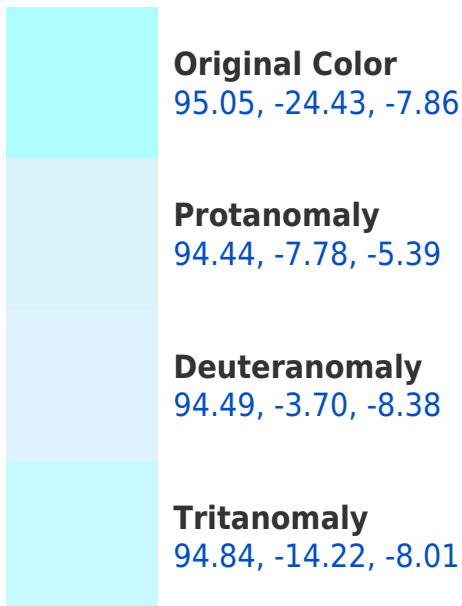 Original Color
95.05, -24.43, -7.86
Protanomaly
94.44, -7.78, -5.39
Deuteranomaly
94.49, -3.70, -8.38
Tritanomaly
94.84, -14.22, -8.01